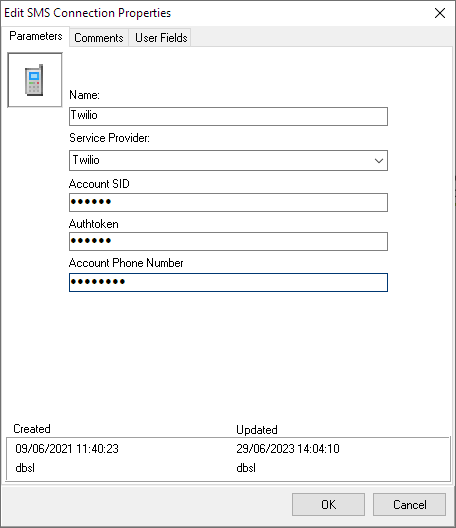 Edit SMS Connection Properties
Parameters Comments User Fields
Name:
Twilio
Service Provider:
Twilio
Account SID
●●●●●●
Authtoken
●●●●●●
Account Phone Number
●●●●●●●●
Created Updated
09/06/2021 11:40:23 29/06/2023 14:04:10
dbsl dbsl
OK Cancel